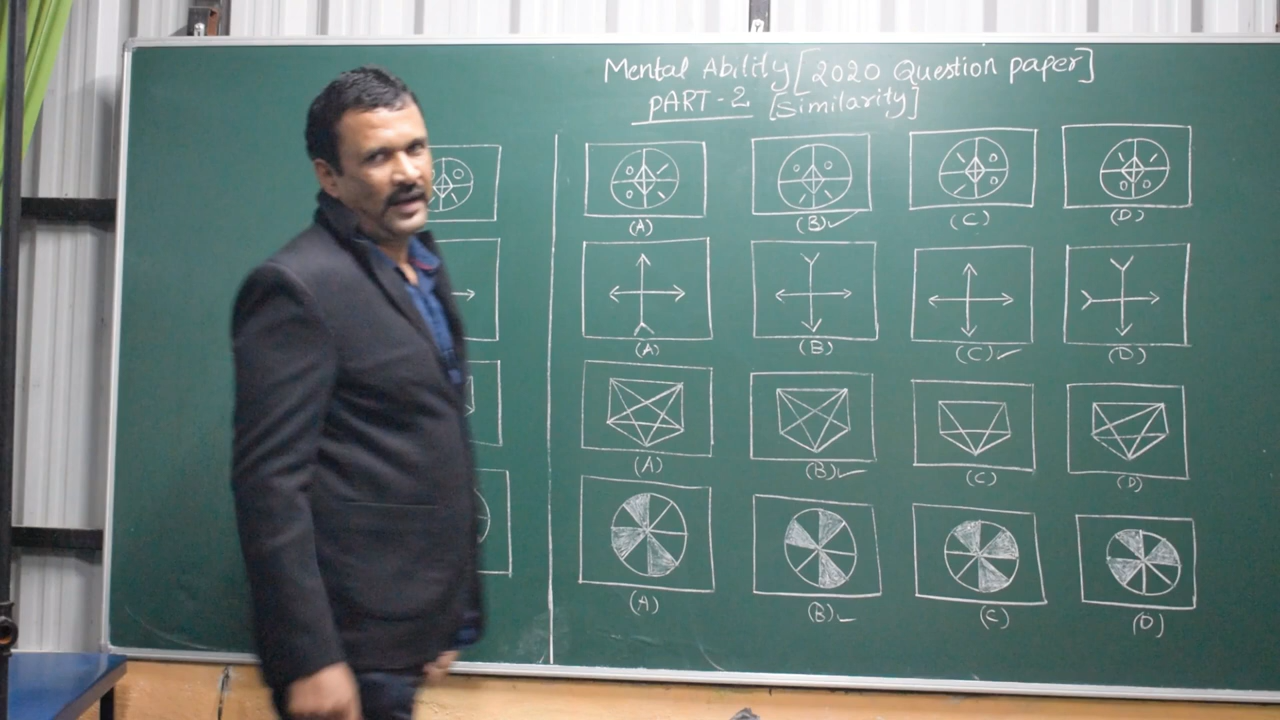 Mental Ability [2020 Question paper]
PART-2 [Similarity]
(A) (B)✓ (C) (D)
(A) (B) (C)✓ (D)
(A) (B)✓ (C) (D)
(A) (B)✓ (C) (D)